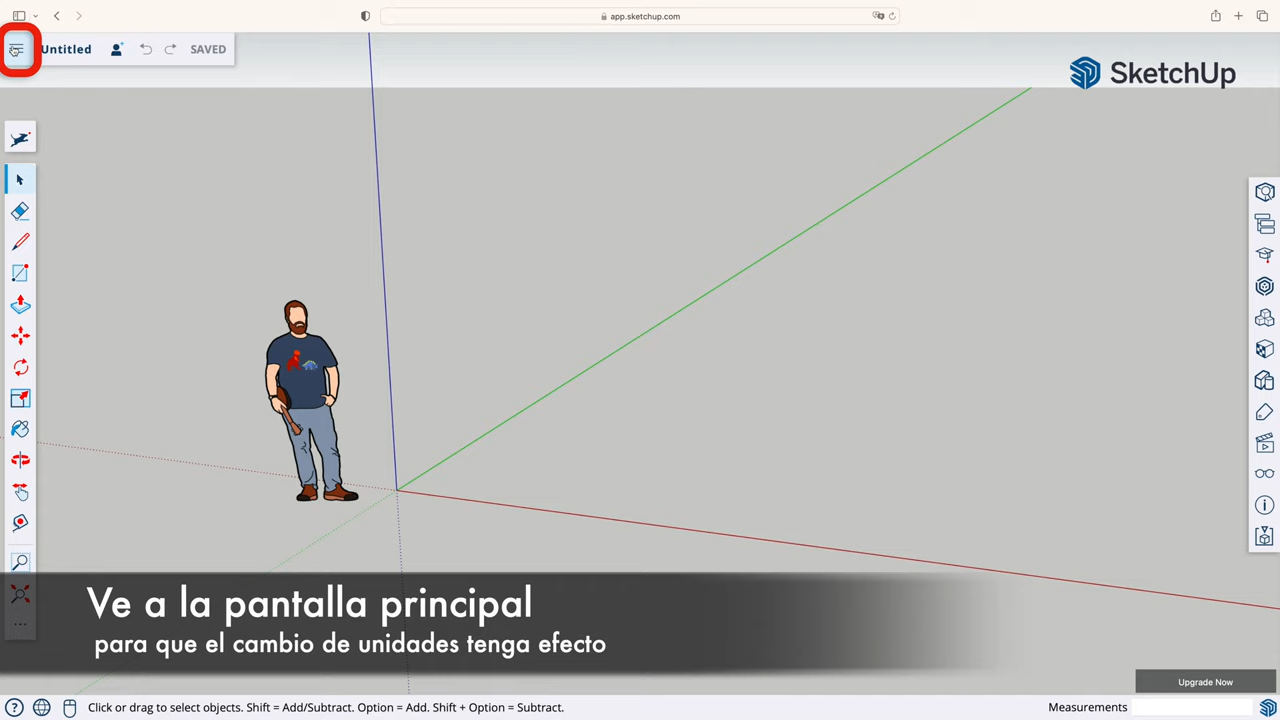 app.sketchup.com
Untitled
SAVED
SketchUp
Ve a la pantalla principal
para que el cambio de unidades tenga efecto
Upgrade Now
Click or drag to select objects. Shift = Add/Subtract. Option = Add. Shift + Option = Subtract.
Measurements